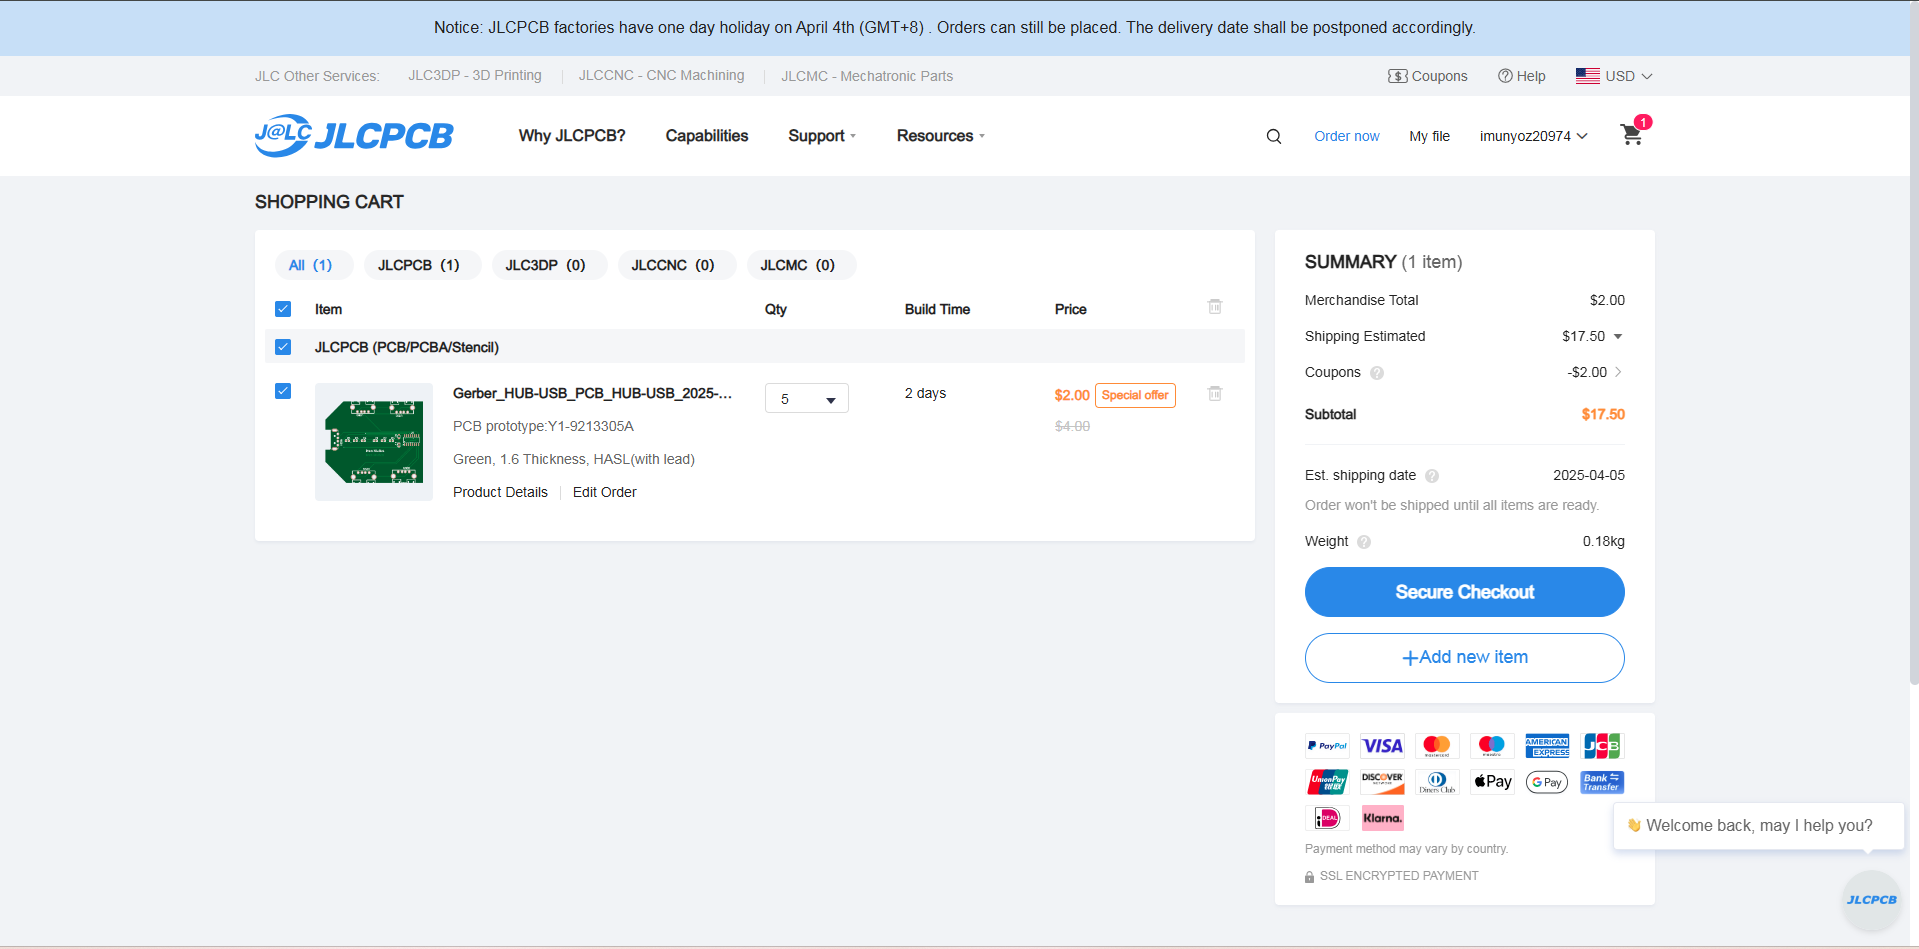 Notice: JLCPCB factories have one day holiday on April 4th (GMT+8) . Orders can still be placed. The delivery date shall be postponed accordingly.
JLC Other Services: JLC3DP - 3D Printing JLCCNC - CNC Machining JLCMC - Mechatronic Parts Coupons Help USD
J@LC JLCPCB Why JLCPCB? Capabilities Support Resources Order now My file imunyoz20974 1
SHOPPING CART
All (1) JLCPCB (1) JLC3DP (0) JLCCNC (0) JLCMC (0)
Item Qty Build Time Price
JLCPCB (PCB/PCBA/Stencil)
Gerber_HUB-USB_PCB_HUB-USB_2025-... 5 2 days $2.00 Special offer
PCB prototype:Y1-9213305A $4.00
Green, 1.6 Thickness, HASL(with lead)
Product Details Edit Order
SUMMARY (1 item)
Merchandise Total $2.00
Shipping Estimated $17.50
Coupons ? -$2.00
Subtotal $17.50
Est. shipping date ? 2025-04-05
Order won't be shipped until all items are ready.
Weight ? 0.18kg
Secure Checkout
+Add new item
PayPal VISA mastercard maestro AMERICAN EXPRESS JCB
UnionPay 银联 DISCOVER NETWORK Diners Club Pay G Pay Bank Transfer
iDEAL Klarna.
Payment method may vary by country.
SSL ENCRYPTED PAYMENT
👋 Welcome back, may I help you?
JLCPCB